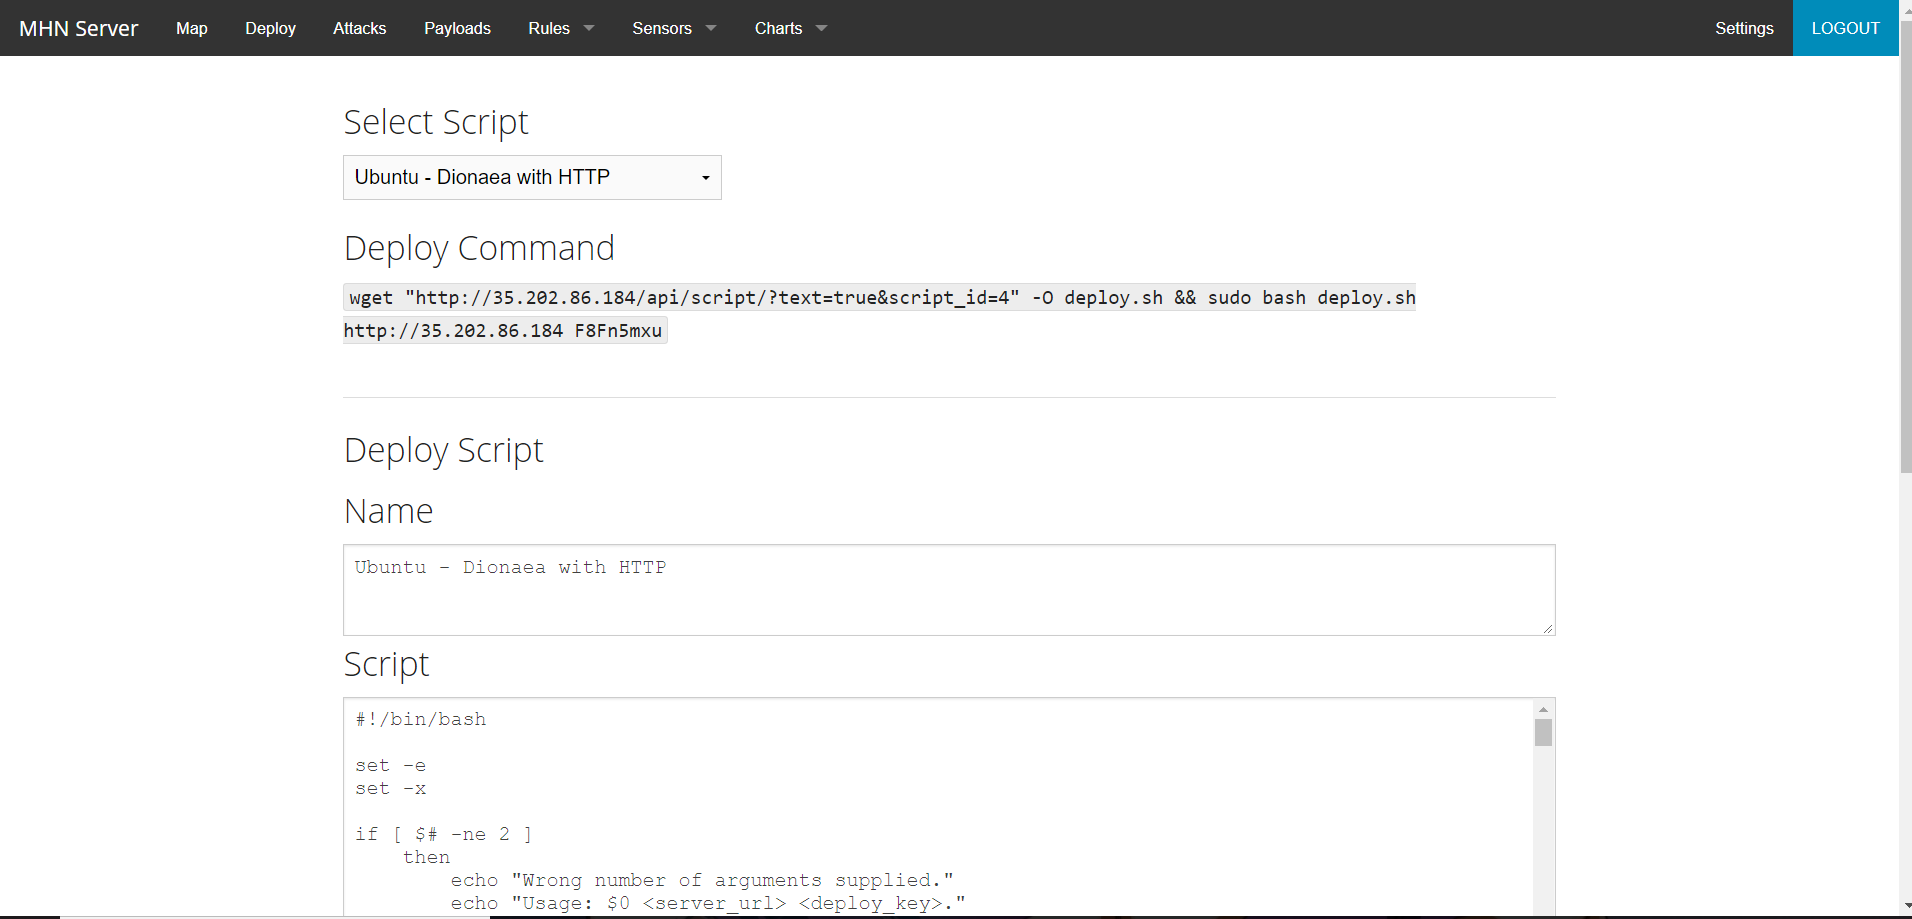 MHN Server Map Deploy Attacks Payloads Rules Sensors Charts Settings LOGOUT
Select Script
Ubuntu - Dionaea with HTTP
Deploy Command
wget "http://35.202.86.184/api/script/?text=true&script_id=4" -O deploy.sh && sudo bash deploy.sh
http://35.202.86.184 F8Fn5mxu
Deploy Script
Name
Ubuntu - Dionaea with HTTP
Script
#!/bin/bash
set -e
set -x
if [ $# -ne 2 ]
then
echo "Wrong number of arguments supplied."
echo "Usage: $0 <server_url> <deploy_key>."